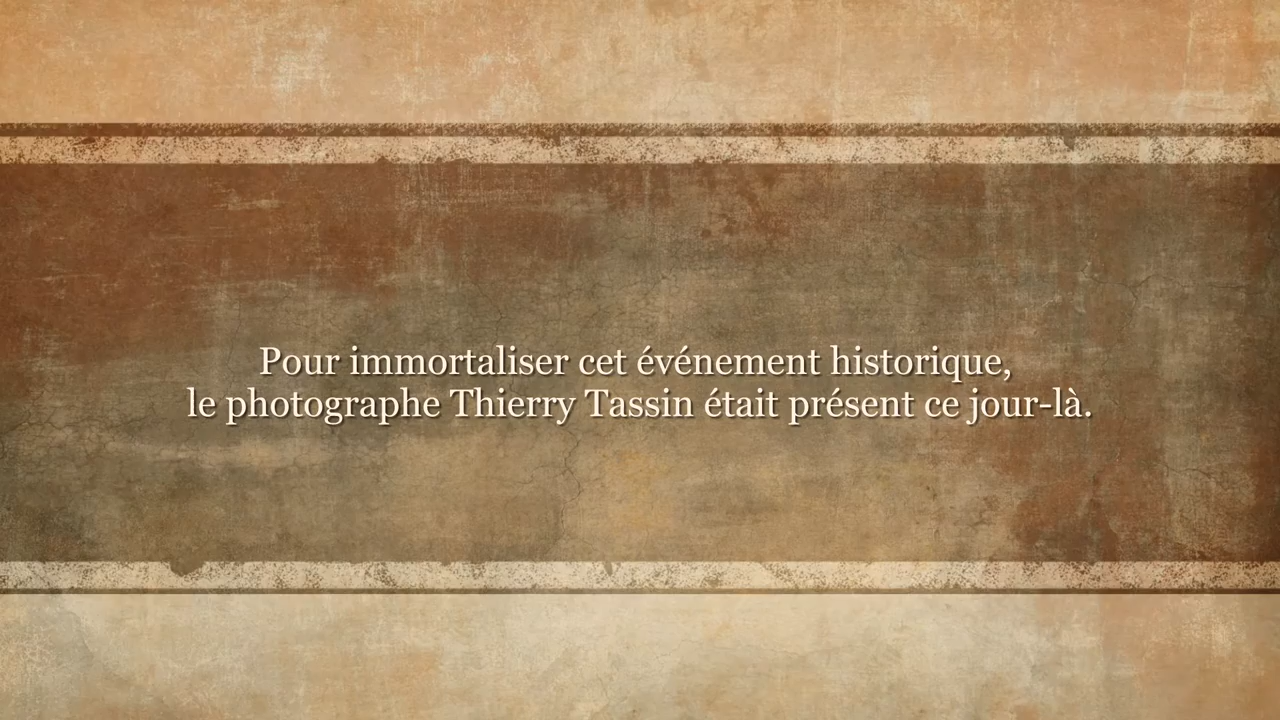 Pour immortaliser cet événement historique,
le photographe Thierry Tassin était présent ce jour-là.